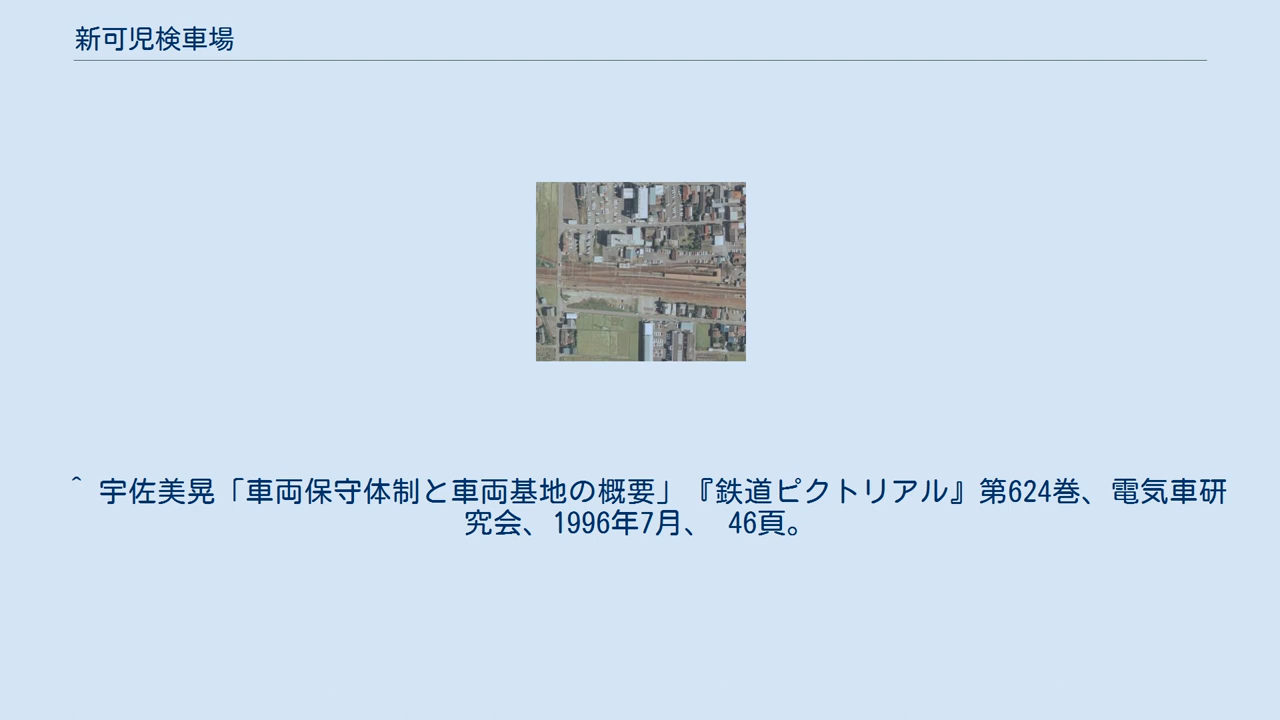 新可児検車場
^ 宇佐美晃「車両保守体制と車両基地の概要」『鉄道ピクトリアル』第624巻、電気車研
究会、1996年7月、 46頁。